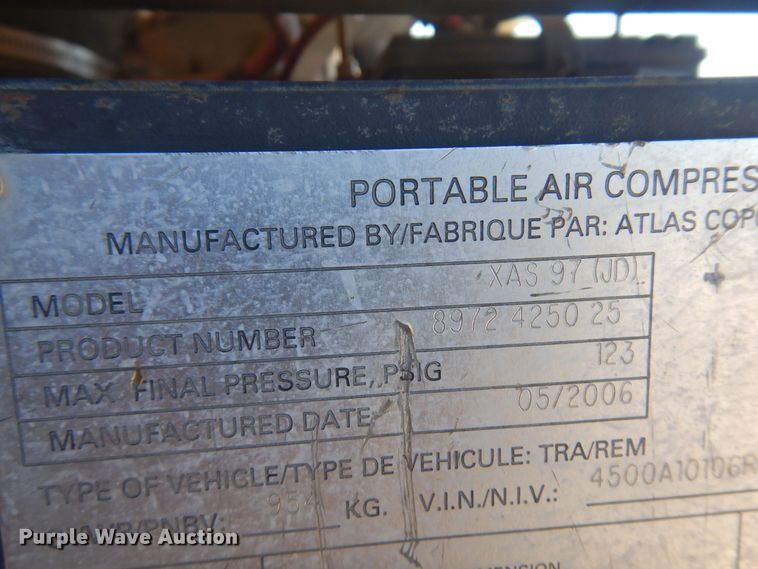 PORTABLE AIR COMPRES
MANUFACTURED BY/FABRIQUE PAR: ATLAS COP
MODEL XAS 97 (JD)
PRODUCT NUMBER 8972 4250 25
MAX. FINAL PRESSURE, PSIG 123
MANUFACTURED DATE 05/2006
TYPE OF VEHICLE/TYPE DE VEHICULE: TRA/REM
KG. V.I.N./N.I.V.: 4500A10106R
Purple Wave Auction